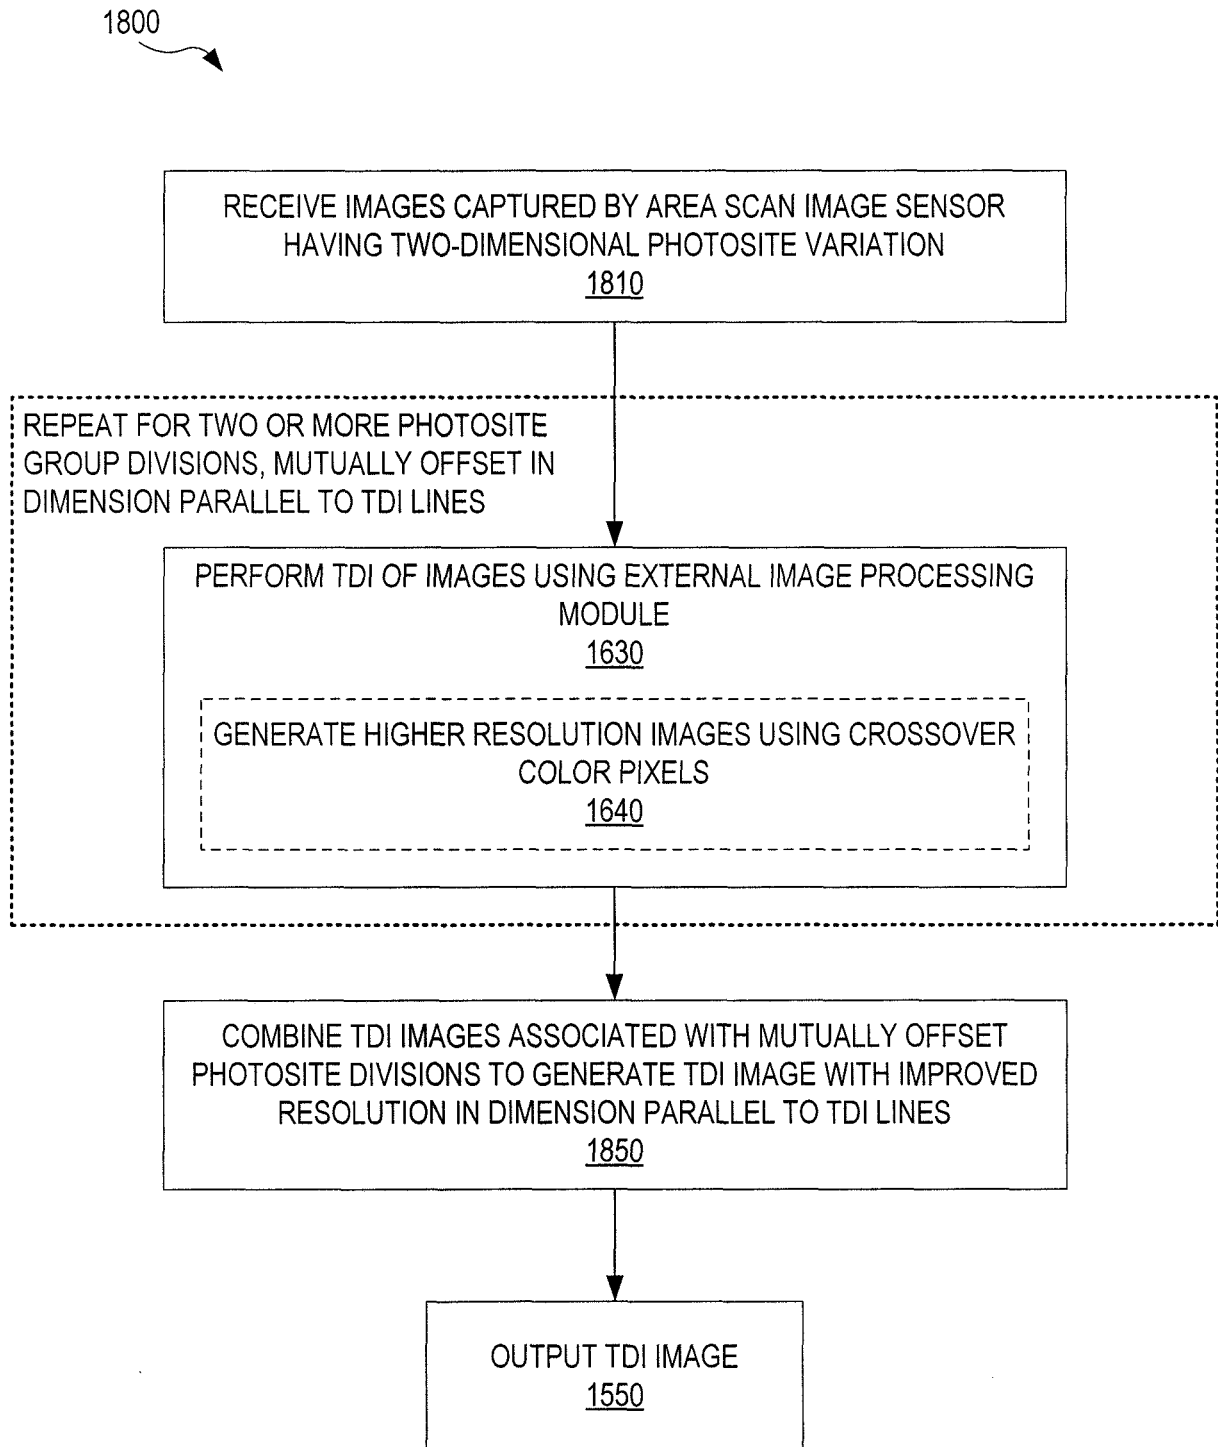 1800
RECEIVE IMAGES CAPTURED BY AREA SCAN IMAGE SENSOR
HAVING TWO-DIMENSIONAL PHOTOSITE VARIATION
1810
REPEAT FOR TWO OR MORE PHOTOSITE
GROUP DIVISIONS, MUTUALLY OFFSET IN
DIMENSION PARALLEL TO TDI LINES
PERFORM TDI OF IMAGES USING EXTERNAL IMAGE PROCESSING
MODULE
1630
GENERATE HIGHER RESOLUTION IMAGES USING CROSSOVER
COLOR PIXELS
1640
COMBINE TDI IMAGES ASSOCIATED WITH MUTUALLY OFFSET
PHOTOSITE DIVISIONS TO GENERATE TDI IMAGE WITH IMPROVED
RESOLUTION IN DIMENSION PARALLEL TO TDI LINES
1850
OUTPUT TDI IMAGE
1550